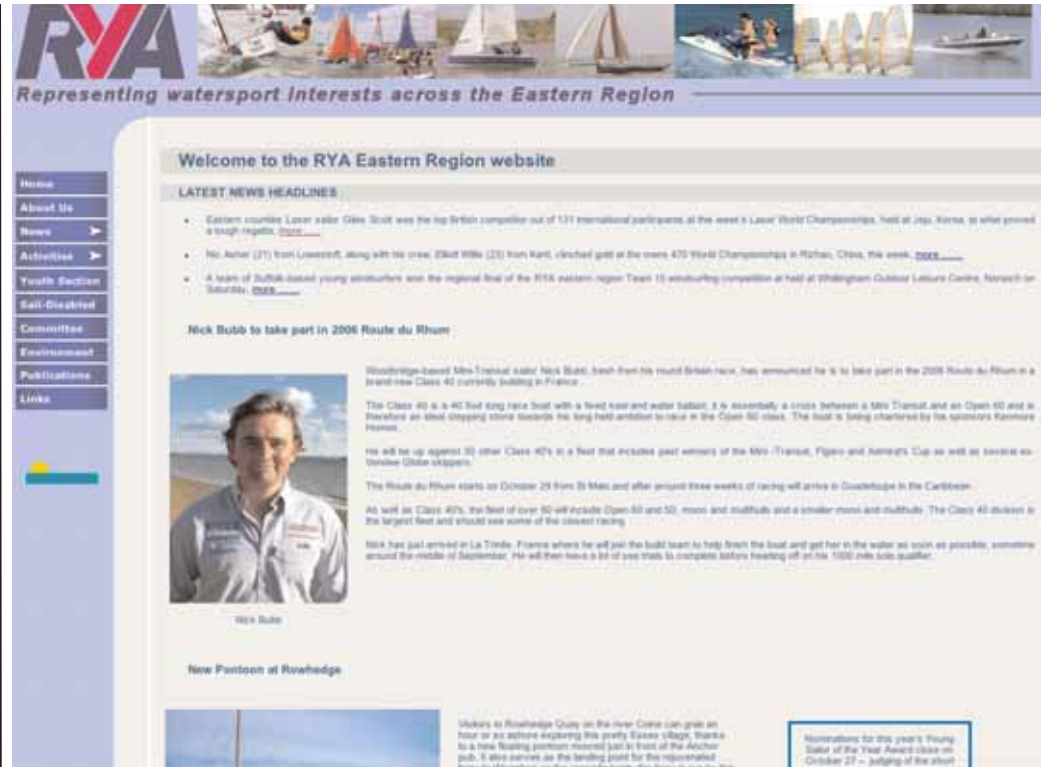 RYA
Representing watersport interests across the Eastern Region
Home
About Us
News
Activities
Youth Section
Sail-Disabled
Committee
Environment
Publications
Links
Welcome to the RYA Eastern Region website
LATEST NEWS HEADLINES
Eastern counties Laser sailor Giles Scott was the top British competitor out of 131 international participants at the week's Laser World Championships, held at Jeju, Korea, at what proved
a tough regatta, more.......
Nic Asher (21) from Lowestoft, along with his crew, Elliot Willis (23) from Kent, clinched gold at the mens 470 World Championships in Rizhao, China, this week, more.......
A team of Suffolk-based young windsurfers won the regional final of the RYA eastern region Team 15 windsurfing competition at held at Whitlingham Outdoor Leisure Centre, Norwich on
Saturday, more.......
Nick Bubb to take part in 2006 Route du Rhum
Woodbridge-based Mini-Transat sailor Nick Bubb, fresh from his round Britain race, has announced he is to take part in the 2006 Route du Rhum in a
brand new Class 40 currently building in France.
The Class 40 is a 40 foot long race boat with a fixed keel and water ballast, it is essentially a cross between a Mini Transat and an Open 60 and is
therefore an ideal stepping stone towards his long held ambition to race in the Open 60 class. The boat is being chartered by his sponsors Kenmore
Homes.
He will be up against 30 other Class 40's in a fleet that includes past winners of the Mini -Transat, Figaro and Admirals Cup as well as several ex-
Vendee Globe skippers.
The Route du Rhum starts on October 29 from St Malo and after around three weeks of racing will arrive in Guadeloupe in the Caribbean.
As well as Class 40's, the fleet of over 80 will include Open 60 and 50, mono and multihulls and a smaller mono and multihulls. The Class 40 division is
the largest fleet and should see some of the closest racing.
Nick has just arrived in La Trinite, France where he will join the build team to help finish the boat and get her in the water as soon as possible, sometime
around the middle of September. He will then have a lot of sea trials to complete before heading off on his 1000 mile solo qualifier.
Nick Bubb
New Pontoon at Rowhedge
Visitors to Rowhedge Quay on the river Colne can grab an
hour or so ashore exploring this pretty Essex village, thanks
to a new floating pontoon moored just in front of the Anchor
pub. It also serves as the landing point for the rejuvenated
Nominations for this year's Young
Sailor of the Year Award close on
October 27 – judging of the short